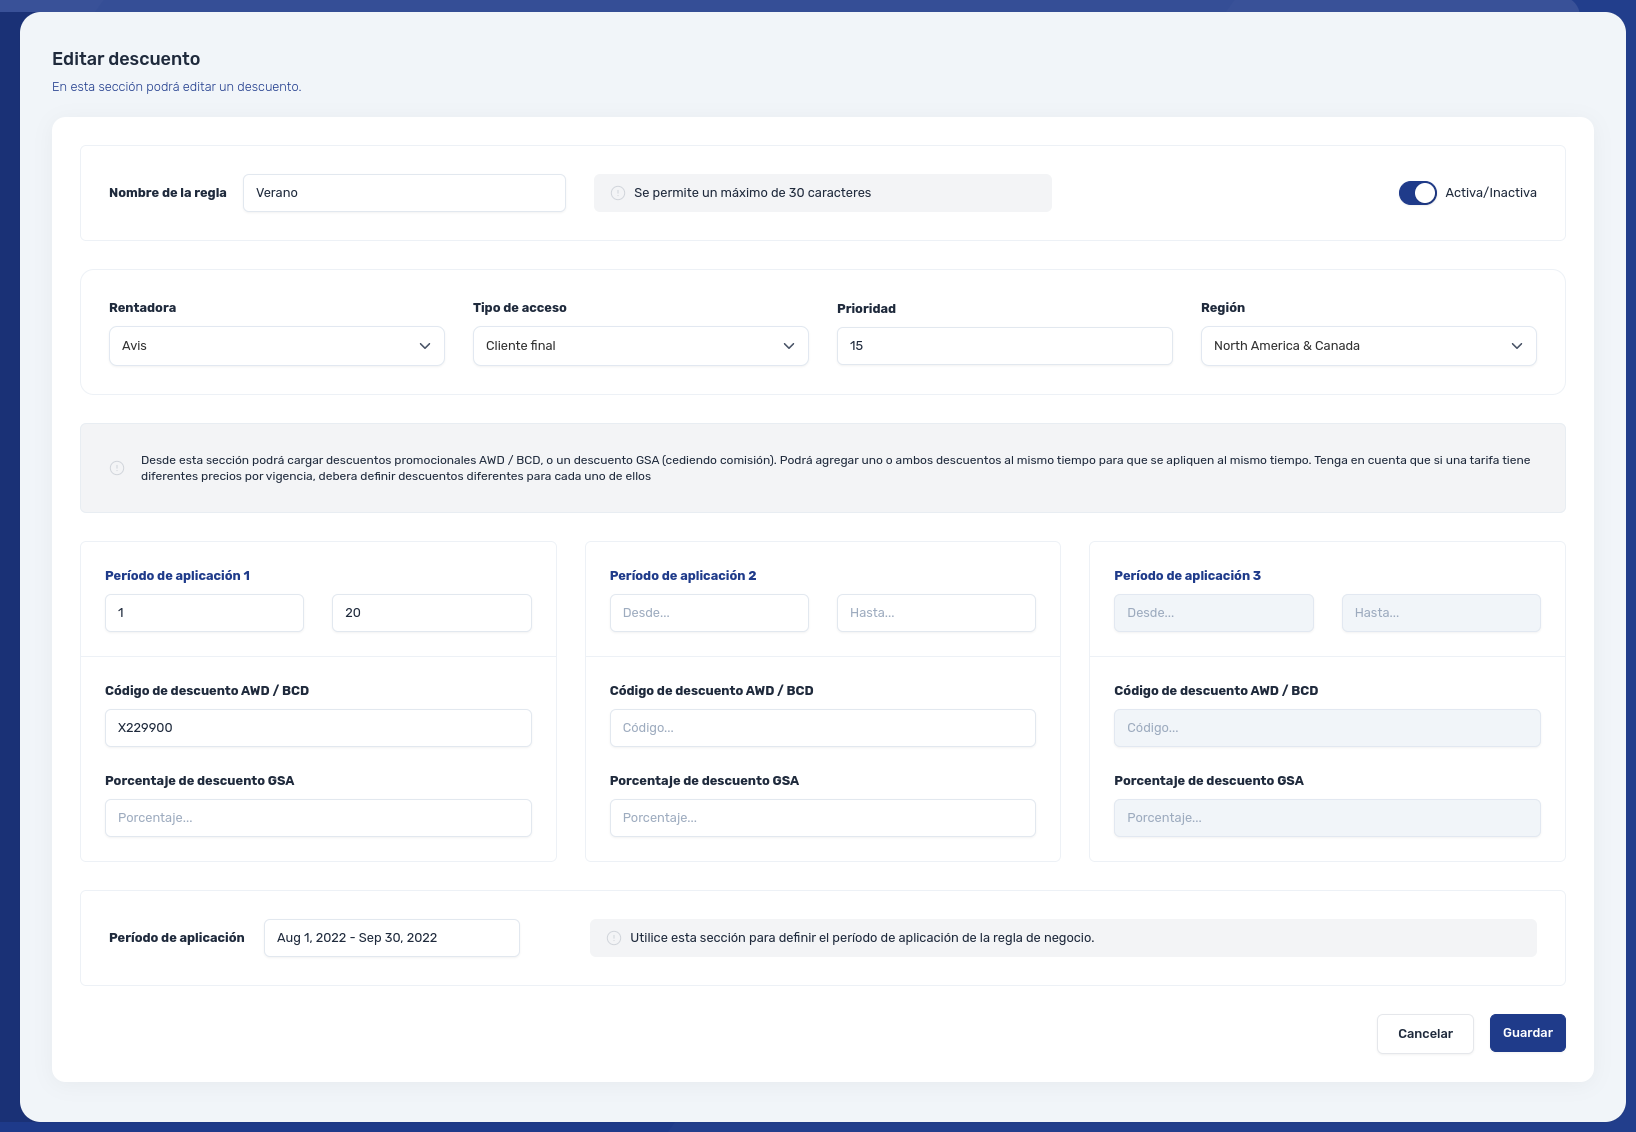 Editar descuento
En esta sección podrá editar un descuento.
Nombre de la regla
Verano
Se permite un máximo de 30 caracteres
Activa/Inactiva
Rentadora
Tipo de acceso
Prioridad
Región
Avis
Cliente final
15
North America & Canada
Desde esta sección podrá cargar descuentos promocionales AWD / BCD, o un descuento GSA (cediendo comisión). Podrá agregar uno o ambos descuentos al mismo tiempo para que se apliquen al mismo tiempo. Tenga en cuenta que si una tarifa tiene
diferentes precios por vigencia, debera definir descuentos diferentes para cada uno de ellos
Período de aplicación 1
1
20
Código de descuento AWD / BCD
X229900
Porcentaje de descuento GSA
Porcentaje...
Período de aplicación 2
Desde...
Hasta...
Código de descuento AWD / BCD
Código...
Porcentaje de descuento GSA
Porcentaje...
Período de aplicación 3
Desde...
Hasta...
Código de descuento AWD / BCD
Código...
Porcentaje de descuento GSA
Porcentaje...
Período de aplicación
Aug 1, 2022 - Sep 30, 2022
Utilice esta sección para definir el período de aplicación de la regla de negocio.
Cancelar
Guardar